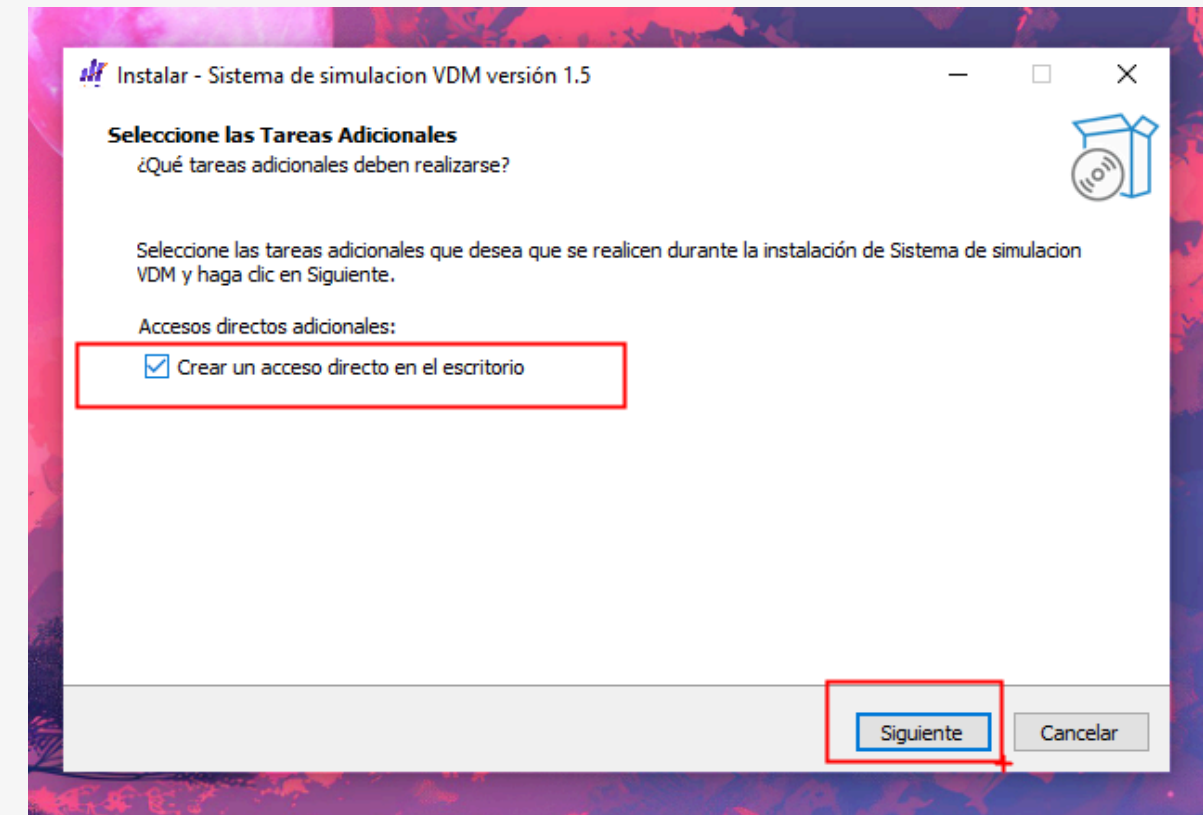 Instalar - Sistema de simulacion VDM versión 1.5
Seleccione las Tareas Adicionales
¿Qué tareas adicionales deben realizarse?
Seleccione las tareas adicionales que desea que se realicen durante la instalación de Sistema de simulacion
VDM y haga clic en Siguiente.
Accesos directos adicionales:
Crear un acceso directo en el escritorio
Siguiente
Cancelar